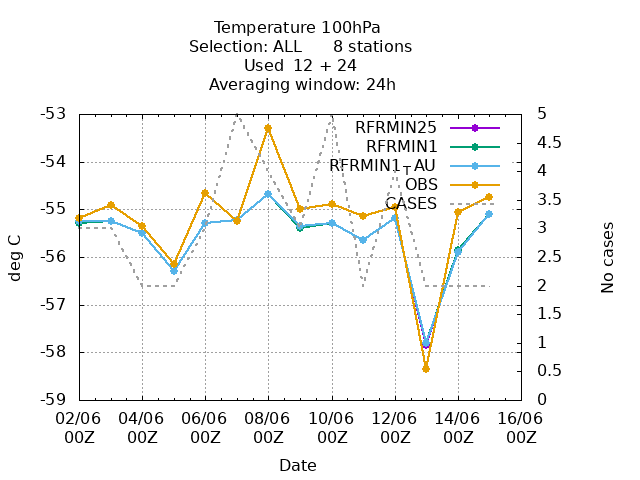 Temperature 100hPa
Selection: ALL      8 stations
Used  12 + 24
Averaging window: 24h
-53
-54
-55
-56
-57
-58
-59
deg C
5
4.5
4
3.5
3
2.5
2
1.5
1
0.5
0
No cases
RFRMIN25
RFRMIN1
RFRMIN1_AU
OBS
CASES
02/06 04/06 06/06 08/06 10/06 12/06 14/06 16/06
00Z 00Z 00Z 00Z 00Z 00Z 00Z 00Z
Date